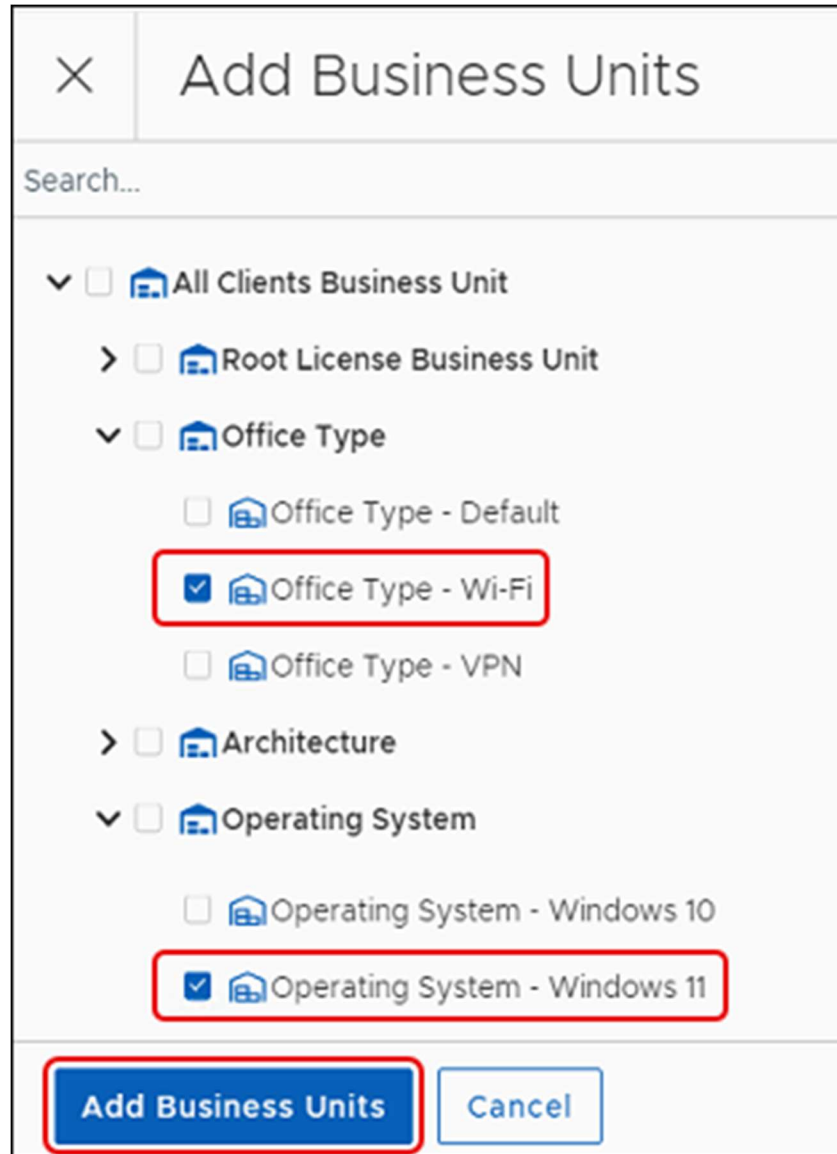 Add Business Units
Search...
All Clients Business Unit
Root License Business Unit
Office Type
Office Type - Default
Office Type - Wi-Fi
Office Type - VPN
Architecture
Operating System
Operating System - Windows 10
Operating System - Windows 11
Add Business Units
Cancel